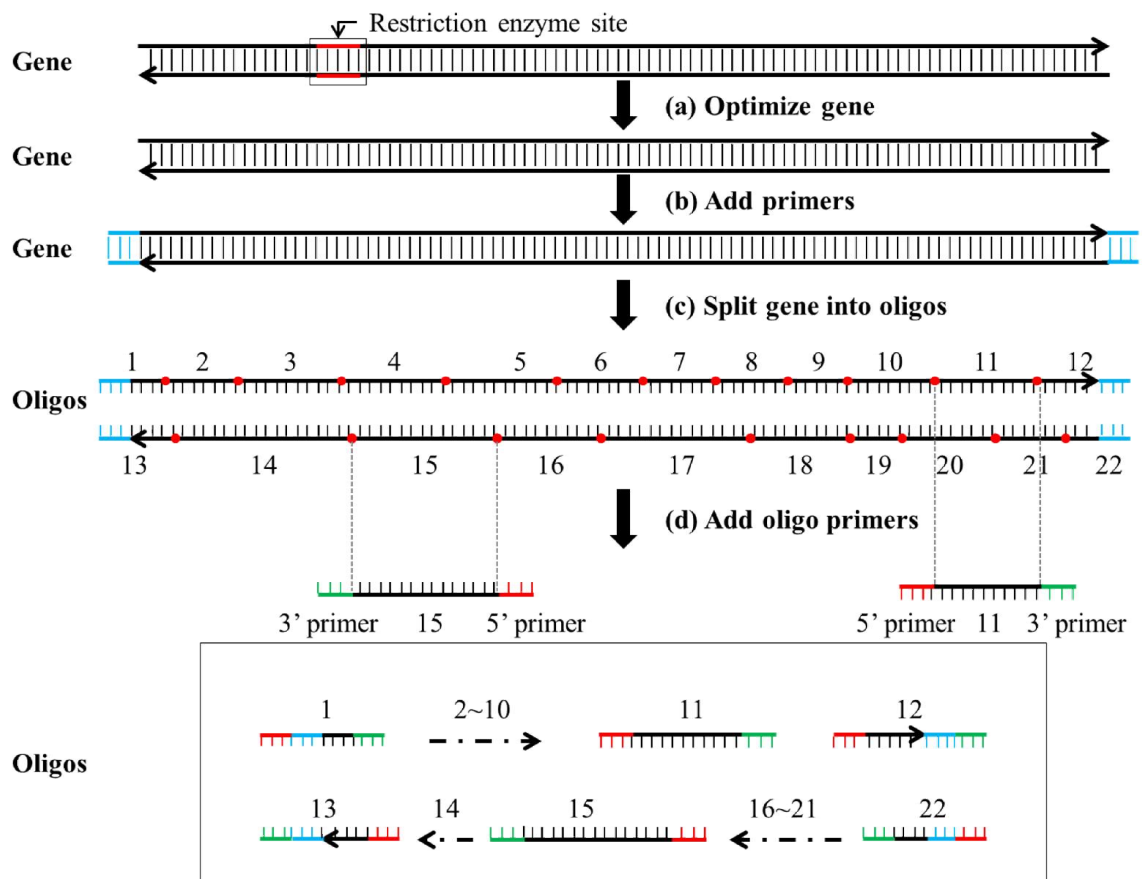 Restriction enzyme site
Gene
(a) Optimize gene
Gene
(b) Add primers
Gene
(c) Split gene into oligos
1 2 3 4 5 6 7 8 9 10 11 12
Oligos
13 14 15 16 17 18 19 20 21 22
(d) Add oligo primers
3’ primer 15 5’ primer 5’ primer 11 3’ primer
1 2~10 11 12
Oligos
13 14 15 16~21 22